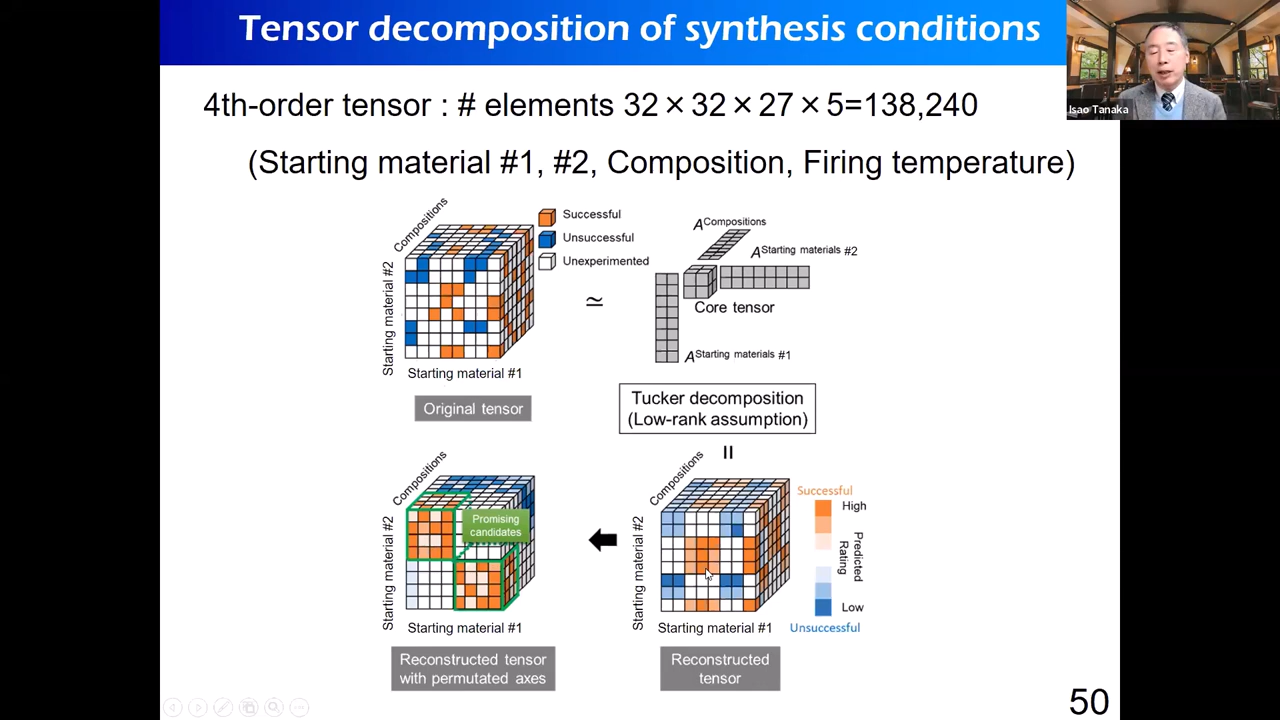 Tensor decomposition of synthesis conditions
Isao Tanaka
4th-order tensor : # elements 32×32×27×5=138,240
(Starting material #1, #2, Composition, Firing temperature)
Compositions
Starting material #2
Starting material #1
Original tensor
Successful
Unsuccessful
Unexperimented
≃
A^Compositions
A^Starting materials #2
Core tensor
A^Starting materials #1
Tucker decomposition
(Low-rank assumption)
=
Compositions
Starting material #2
Promising
candidates
Starting material #1
Reconstructed tensor
with permutated axes
Compositions
Starting material #2
Starting material #1
Reconstructed
tensor
Successful
High
Predicted
Rating
Low
Unsuccessful
50